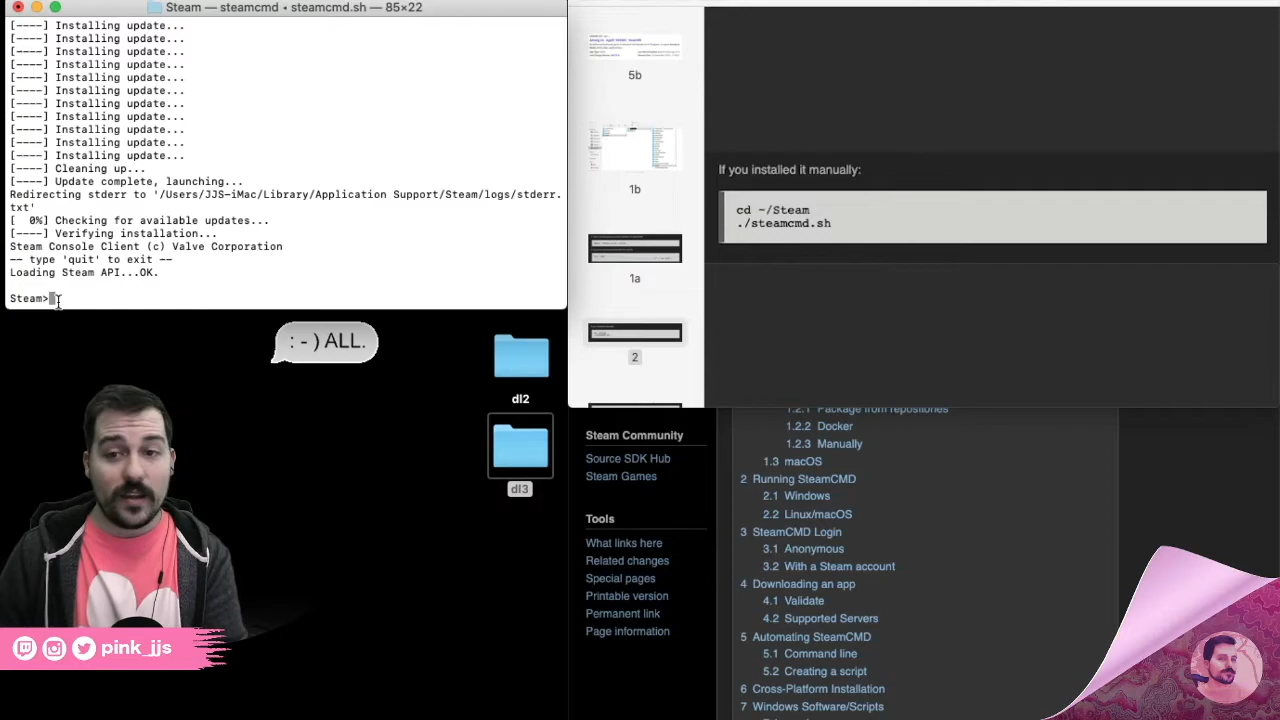 Steam — steamcmd ◂ steamcmd.sh — 85×22
[----] Installing update...
[----] Installing update...
[----] Installing update...
[----] Installing update...
[----] Installing update...
[----] Installing update...
[----] Installing update...
[----] Installing update...
[----] Installing update...
[----] Installing update...
[----] Installing update...
[----] Cleaning up...
[----] Update complete, launching...
Redirecting stderr to '/Users/JJS-iMac/Library/Application Support/Steam/logs/stderr.
txt'
[  0%] Checking for available updates...
[----] Verifying installation...
Steam Console Client (c) Valve Corporation
-- type 'quit' to exit --
Loading Steam API...OK.
Steam>
: - ) ALL.
dl2
dl3
pink_jjs
5b
1b
1a
2
If you installed it manually:
cd ~/Steam
./steamcmd.sh
Steam Community
Source SDK Hub
Steam Games
Tools
What links here
Related changes
Special pages
Printable version
Permanent link
Page information
1.2.1 Package from repositories
1.2.2 Docker
1.2.3 Manually
1.3 macOS
2 Running SteamCMD
2.1 Windows
2.2 Linux/macOS
3 SteamCMD Login
3.1 Anonymous
3.2 With a Steam account
4 Downloading an app
4.1 Validate
4.2 Supported Servers
5 Automating SteamCMD
5.1 Command line
5.2 Creating a script
6 Cross-Platform Installation
7 Windows Software/Scripts